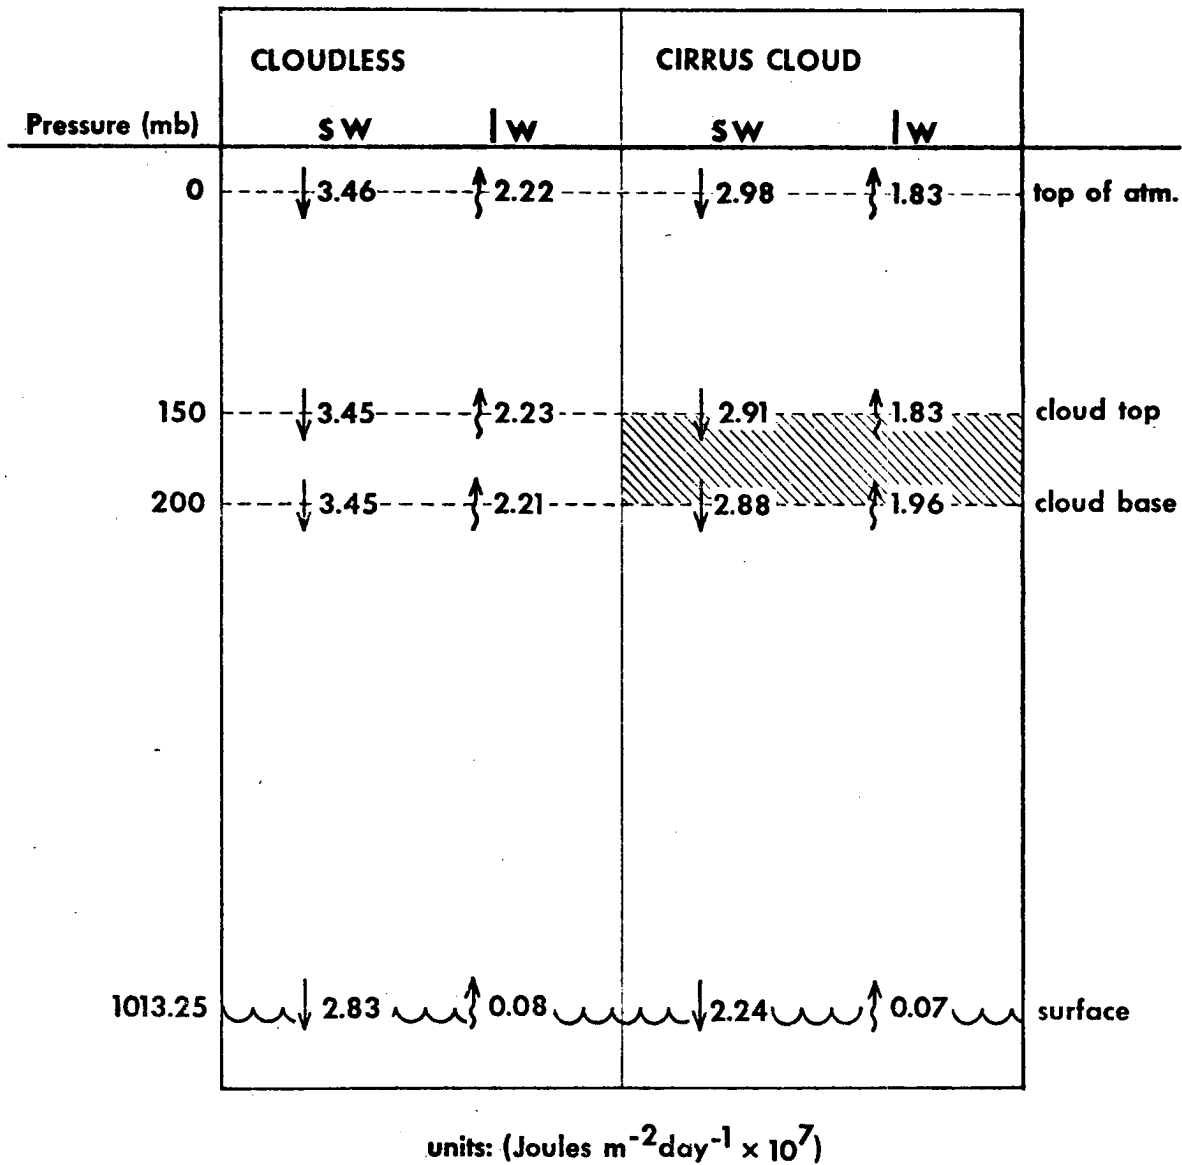 CLOUDLESS CIRRUS CLOUD
Pressure (mb) sw lw sw lw
0 3.46 2.22 2.98 1.83 top of atm.
150 3.45 2.23 2.91 1.83 cloud top
200 3.45 2.21 2.88 1.96 cloud base
1013.25 2.83 0.08 2.24 0.07 surface
units: (Joules m⁻²day⁻¹ × 10⁷)